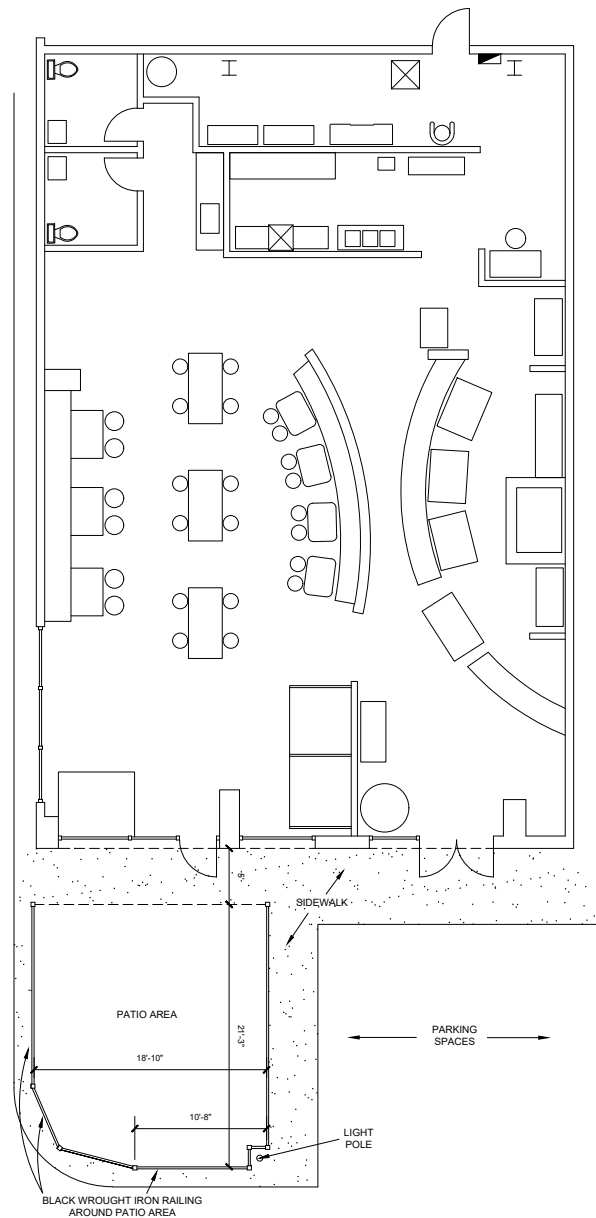 5'
SIDEWALK
PATIO AREA
21'-3"
PARKING
SPACES
18'-10"
10'-8"
LIGHT
POLE
BLACK WROUGHT IRON RAILING
AROUND PATIO AREA